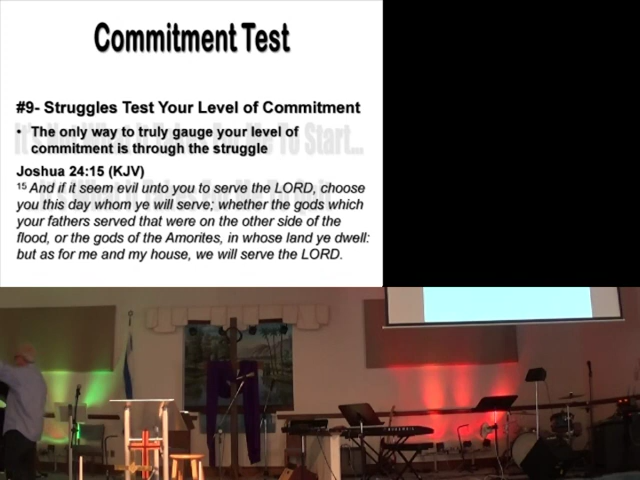 Commitment Test
#9- Struggles Test Your Level of Commitment
• The only way to truly gauge your level of
commitment is through the struggle
To Start...
Joshua 24:15 (KJV)
15 And if it seem evil unto you to serve the LORD, choose
you this day whom ye will serve; whether the gods which
your fathers served that were on the other side of the
flood, or the gods of the Amorites, in whose land ye dwell:
but as for me and my house, we will serve the LORD.